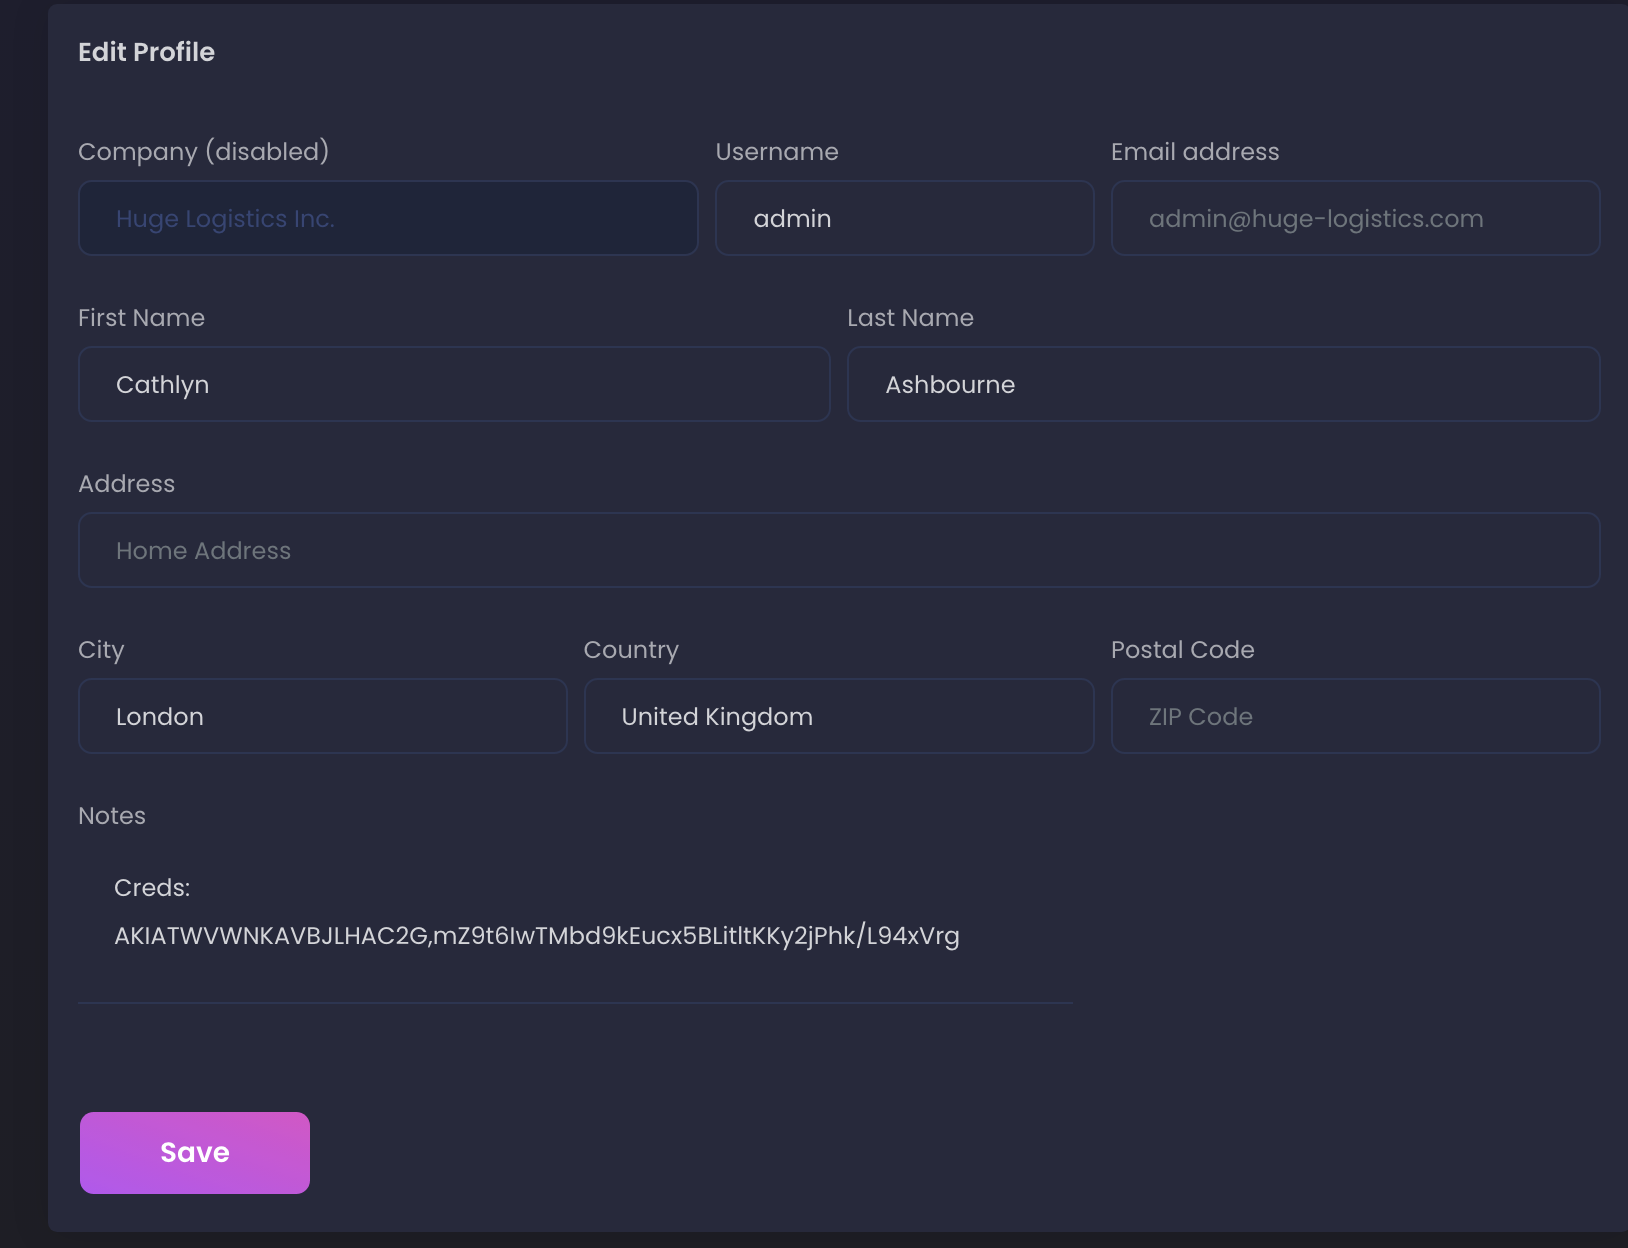 Edit Profile
Company (disabled)
Username
Email address
Huge Logistics Inc.
admin
admin@huge-logistics.com
First Name
Last Name
Cathlyn
Ashbourne
Address
Home Address
City
Country
Postal Code
London
United Kingdom
ZIP Code
Notes
Creds:
AKIATWVWNKAVBJLHAC2G,mZ9t6IwTMbd9kEucx5BLitltKKy2jPhk/L94xVrg
Save